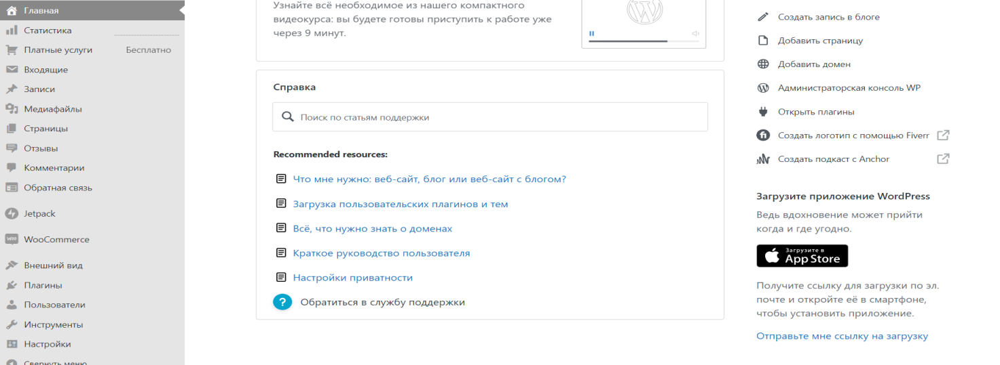 Главная
Статистика
Платные услуги Бесплатно
Входящие
Записи
Медиафайлы
Страницы
Отзывы
Комментарии
Обратная связь
Jetpack
WooCommerce
Внешний вид
Плагины
Пользователи
Инструменты
Настройки
Свернуть меню
Узнайте всё необходимое из нашего компактного
видеокурса: вы будете готовы приступить к работе уже
через 9 минут.
Справка
Поиск по статьям поддержки
Recommended resources:
Что мне нужно: веб-сайт, блог или веб-сайт с блогом?
Загрузка пользовательских плагинов и тем
Всё, что нужно знать о доменах
Краткое руководство пользователя
Настройки приватности
? Обратиться в службу поддержки
Создать запись в блоге
Добавить страницу
Добавить домен
Администраторская консоль WP
Открыть плагины
fi Создать логотип с помощью Fiverr
Создать подкаст с Anchor
Загрузите приложение WordPress
Ведь вдохновение может прийти
когда и где угодно.
Загрузите в
App Store
Получите ссылку для загрузки по эл.
почте и откройте её в смартфоне,
чтобы установить приложение.
Отправьте мне ссылку на загрузку